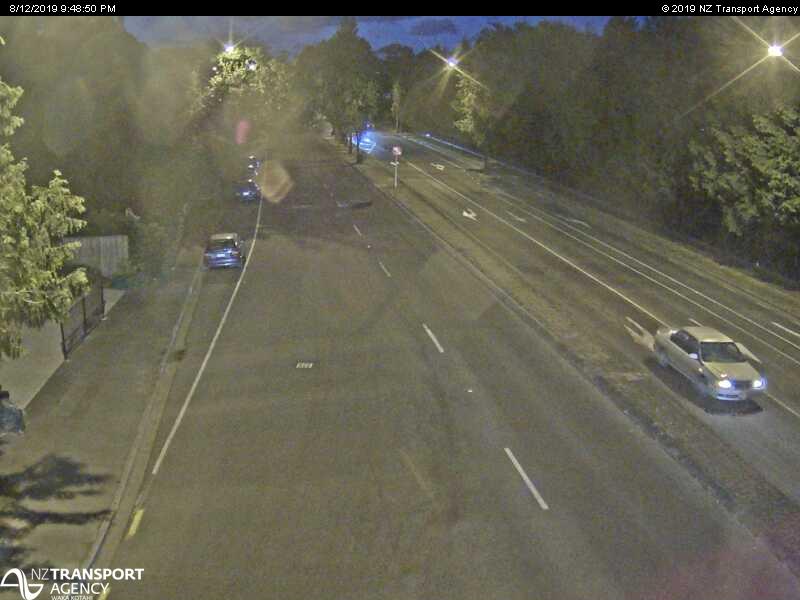 8/12/2019 9:48:50 PM
© 2019 NZ Transport Agency
NZTRANSPORT
AGENCY
WAKA KOTAHI